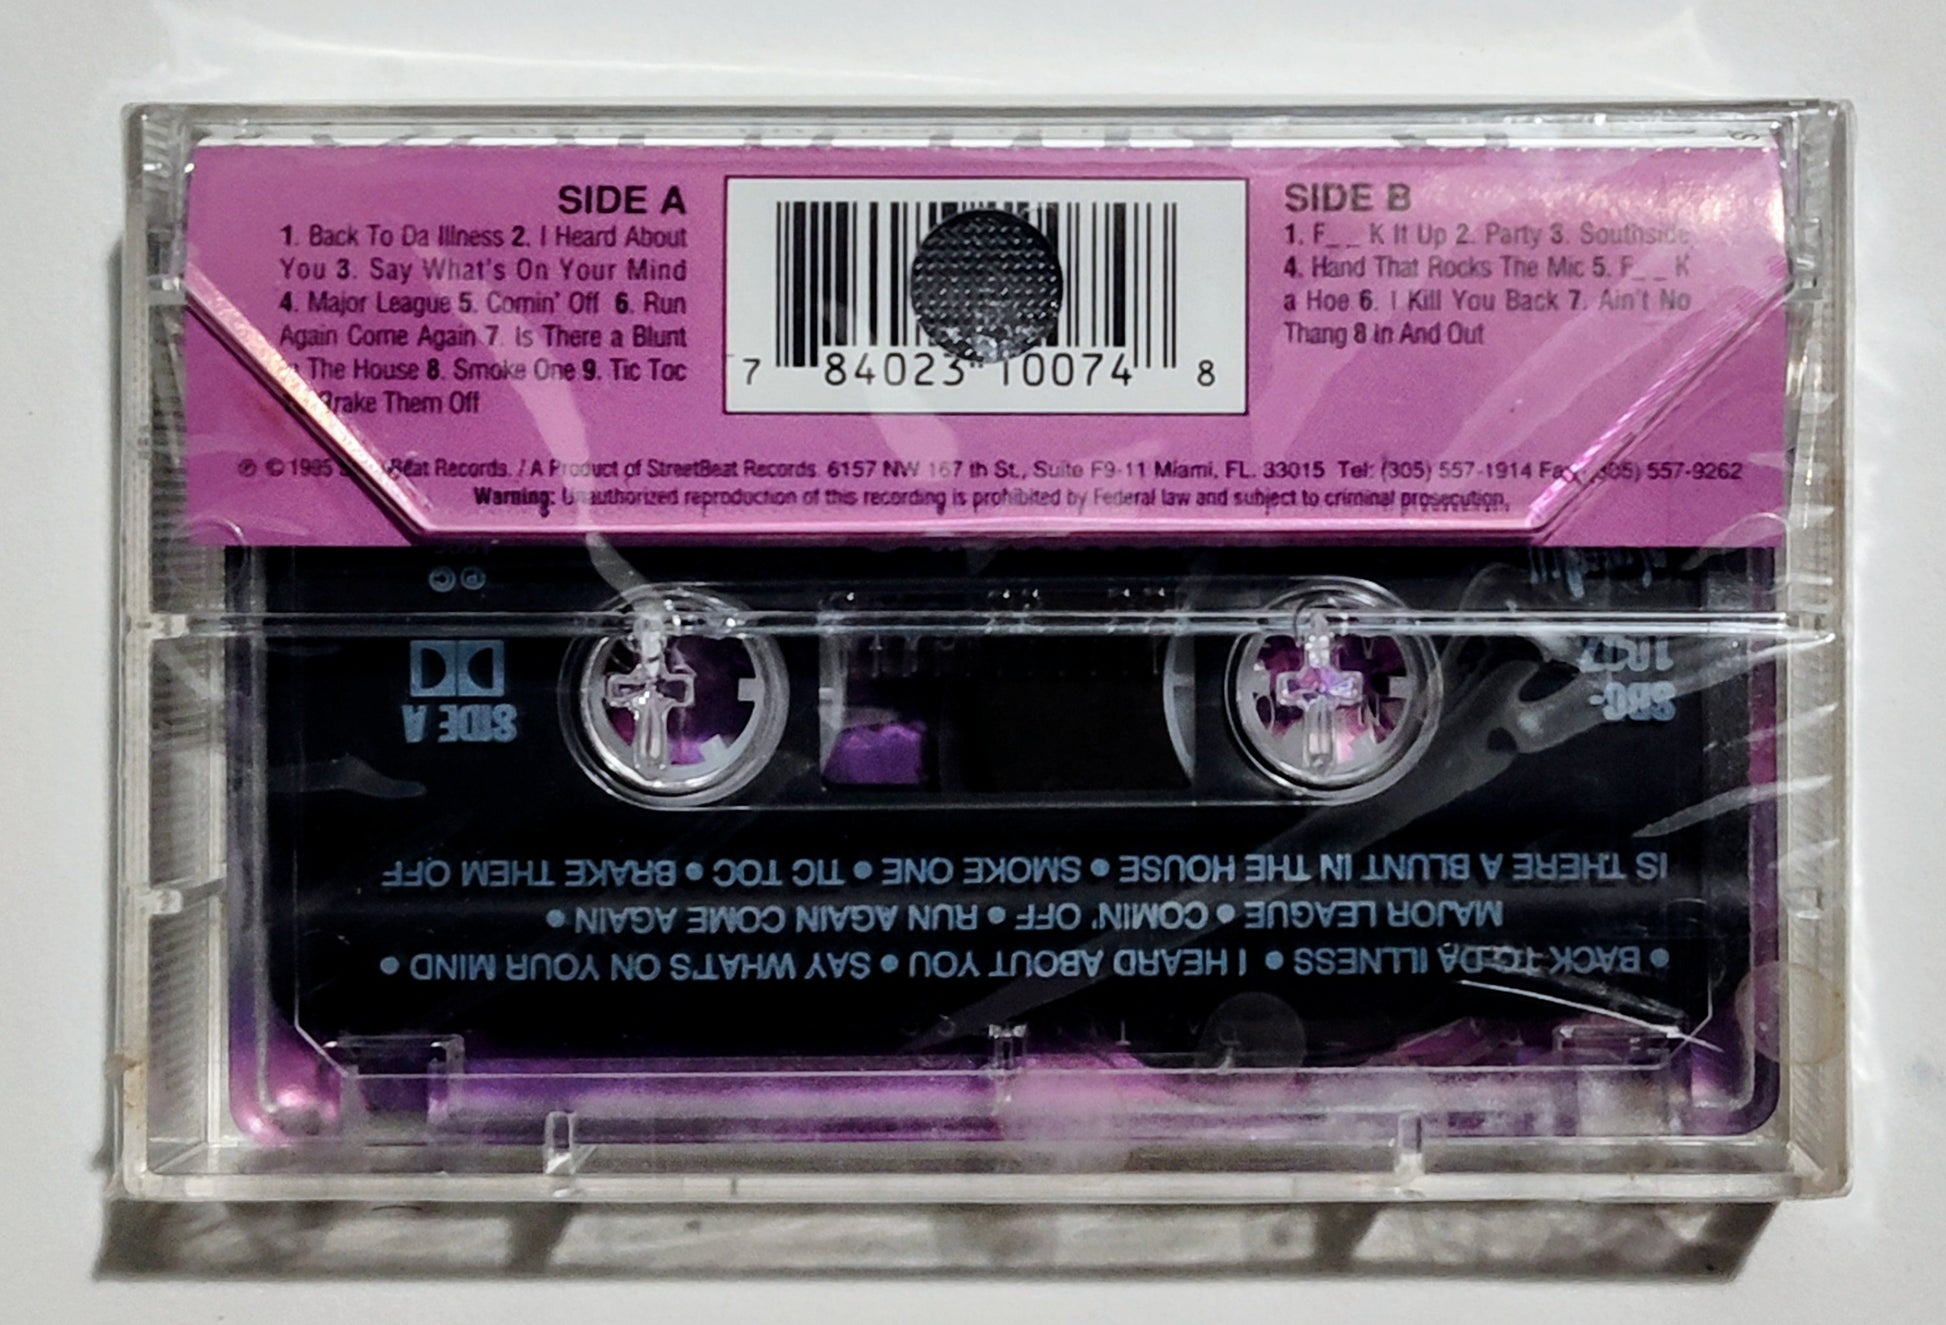 SIDE A
1. Back To Da Illness 2. I Heard About
You 3. Say What's On Your Mind
4. Major League 5. Comin' Off 6. Run
Again Come Again 7. Is There a Blunt
The House 8. Smoke One 9. Tic Toc
Brake Them Off
7 84023 10074 8
SIDE B
1. F_ _ K It Up 2. Party 3. Southside
4. Hand That Rocks The Mic 5. F_ _ K
a Hoe 6. I Kill You Back 7. Ain't No
Thang 8 In And Out
℗ © 1995 Beat Records. / A Product of StreetBeat Records 6157 NW 167 th St., Suite F9-11 Miami, FL. 33015 Tel: (305) 557-1914 Fax: (305) 557-9262
Warning: Unauthorized reproduction of this recording is prohibited by Federal law and subject to criminal prosecution.
• BACK TO DA ILLNESS • I HEARD ABOUT YOU • SAY WHAT'S ON YOUR MIND •
MAJOR LEAGUE • COMIN' OFF • RUN AGAIN COME AGAIN •
IS THERE A BLUNT IN THE HOUSE • SMOKE ONE • TIC TOC • BRAKE THEM OFF
SBC-
SIDE A
℗ ©